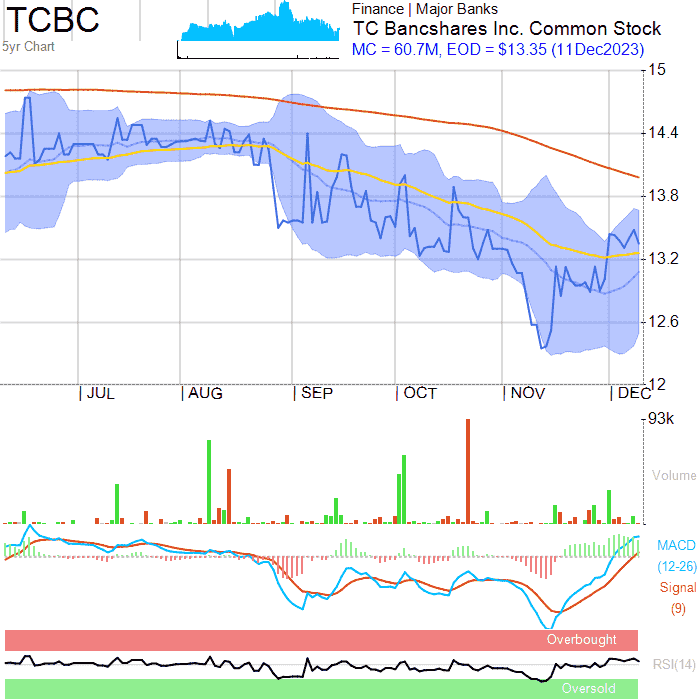 TCBC
5yr Chart
Finance | Major Banks
TC Bancshares Inc. Common Stock
MC = 60.7M, EOD = $13.35 (11Dec2023)
15
14.4
13.8
13.2
12.6
12
JUL AUG SEP OCT NOV DEC
93k
Volume
MACD
(12-26)
Signal
(9)
Overbought
RSI(14)
Oversold